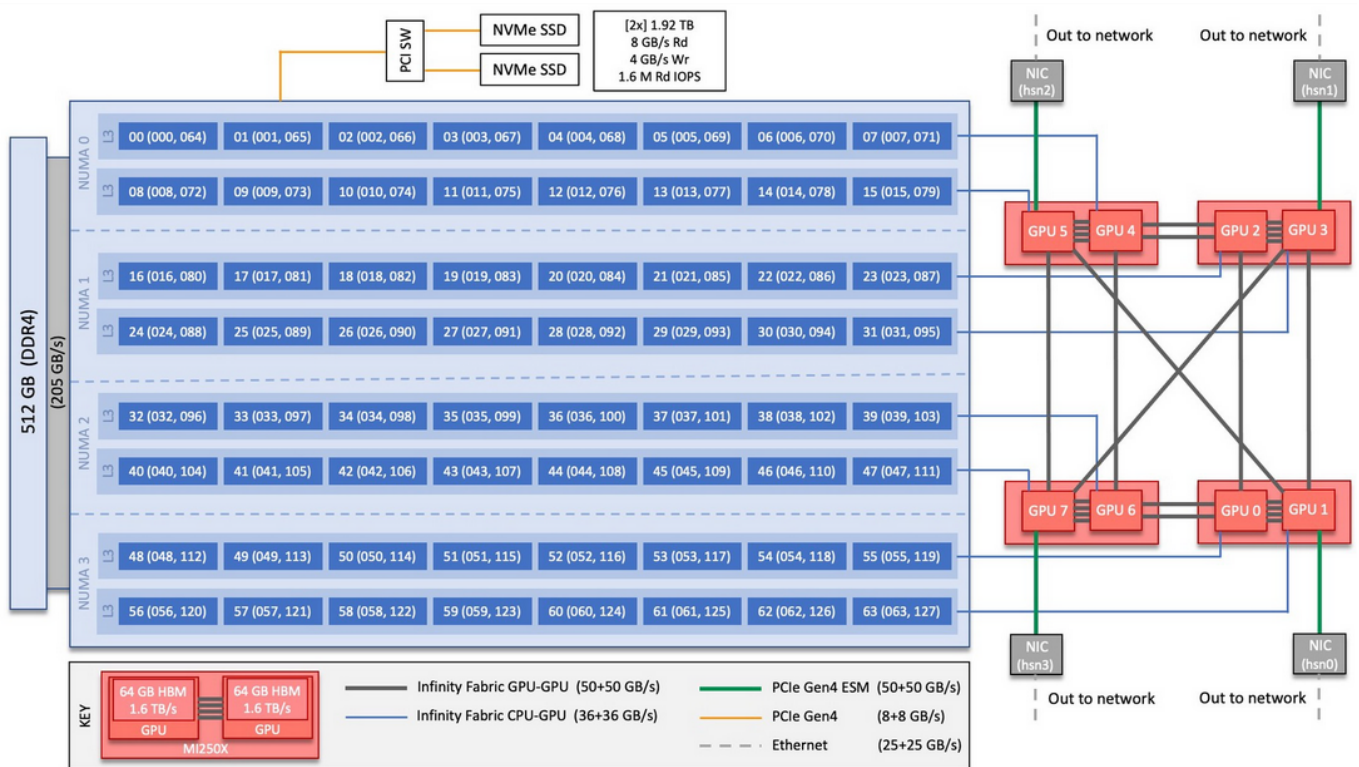 PCI SW
NVMe SSD
NVMe SSD
[2x] 1.92 TB
8 GB/s Rd
4 GB/s Wr
1.6 M Rd IOPS
Out to network
Out to network
NIC
(hsn2)
NIC
(hsn1)
512 GB (DDR4)
(205 GB/s)
NUMA 0
L3
00 (000, 064) 01 (001, 065) 02 (002, 066) 03 (003, 067) 04 (004, 068) 05 (005, 069) 06 (006, 070) 07 (007, 071)
L3
08 (008, 072) 09 (009, 073) 10 (010, 074) 11 (011, 075) 12 (012, 076) 13 (013, 077) 14 (014, 078) 15 (015, 079)
NUMA 1
L3
16 (016, 080) 17 (017, 081) 18 (018, 082) 19 (019, 083) 20 (020, 084) 21 (021, 085) 22 (022, 086) 23 (023, 087)
L3
24 (024, 088) 25 (025, 089) 26 (026, 090) 27 (027, 091) 28 (028, 092) 29 (029, 093) 30 (030, 094) 31 (031, 095)
NUMA 2
L3
32 (032, 096) 33 (033, 097) 34 (034, 098) 35 (035, 099) 36 (036, 100) 37 (037, 101) 38 (038, 102) 39 (039, 103)
L3
40 (040, 104) 41 (041, 105) 42 (042, 106) 43 (043, 107) 44 (044, 108) 45 (045, 109) 46 (046, 110) 47 (047, 111)
NUMA 3
L3
48 (048, 112) 49 (049, 113) 50 (050, 114) 51 (051, 115) 52 (052, 116) 53 (053, 117) 54 (054, 118) 55 (055, 119)
L3
56 (056, 120) 57 (057, 121) 58 (058, 122) 59 (059, 123) 60 (060, 124) 61 (061, 125) 62 (062, 126) 63 (063, 127)
GPU 5 GPU 4 GPU 2 GPU 3
GPU 7 GPU 6 GPU 0 GPU 1
NIC
(hsn3)
NIC
(hsn0)
Out to network
Out to network
KEY
64 GB HBM
1.6 TB/s
GPU
64 GB HBM
1.6 TB/s
GPU
MI250X
Infinity Fabric GPU-GPU (50+50 GB/s)
Infinity Fabric CPU-GPU (36+36 GB/s)
PCIe Gen4 ESM (50+50 GB/s)
PCIe Gen4 (8+8 GB/s)
Ethernet (25+25 GB/s)